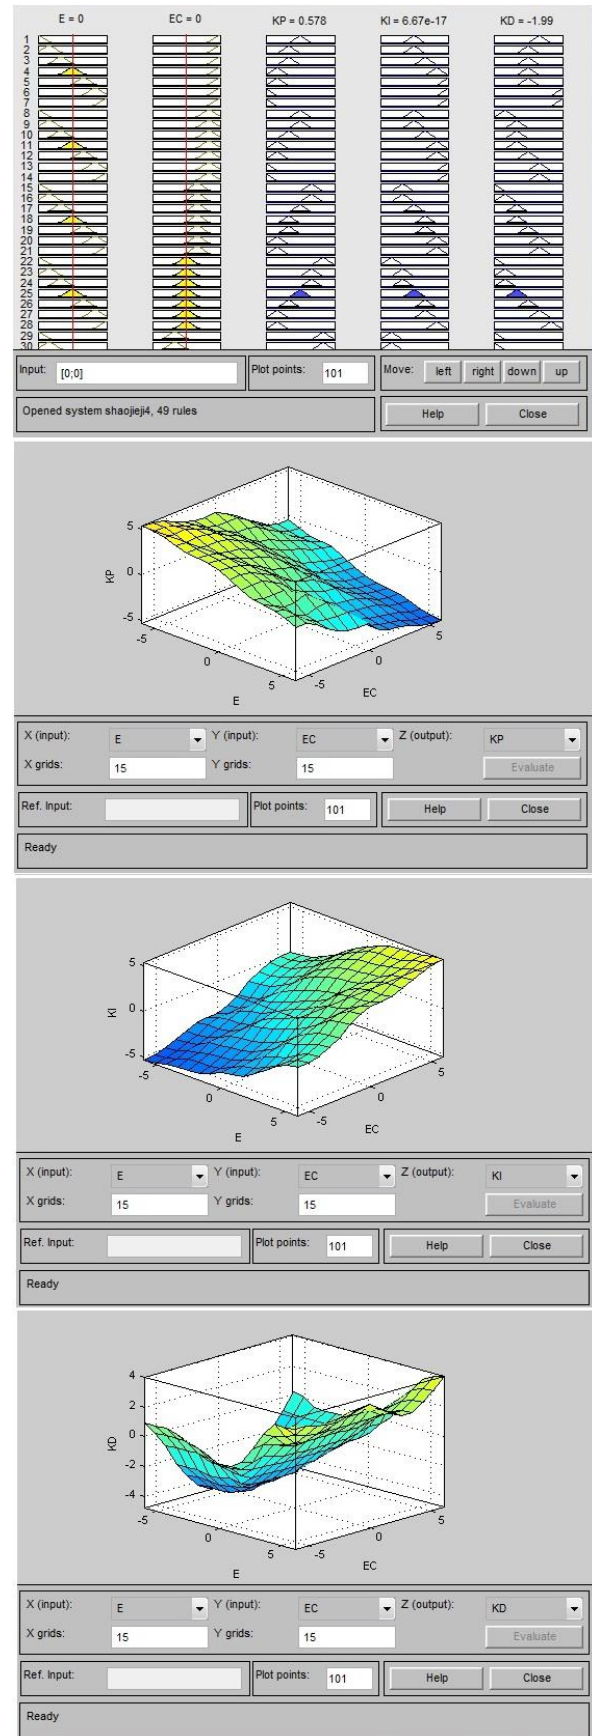 E = 0 EC = 0 KP = 0.578 KI = 6.67e-17 KD = -1.99
1
2
3
4
5
6
7
8
9
10
11
12
13
14
15
16
17
18
19
20
21
22
23
24
25
26
27
28
29
30
Input: [0;0] Plot points: 101 Move: left right down up
Opened system shaojieji4, 49 rules Help Close
5
0
-5
KP
-5 0 5
E
-5 0 5
EC
X (input): E Y (input): EC Z (output): KP
X grids: 15 Y grids: 15 Evaluate
Ref. Input: Plot points: 101 Help Close
Ready
5
0
-5
KI
-5 0 5
E
-5 0 5
EC
X (input): E Y (input): EC Z (output): KI
X grids: 15 Y grids: 15 Evaluate
Ref. Input: Plot points: 101 Help Close
Ready
4
2
0
-2
-4
KD
-5 0 5
E
-5 0 5
EC
X (input): E Y (input): EC Z (output): KD
X grids: 15 Y grids: 15 Evaluate
Ref. Input: Plot points: 101 Help Close
Ready